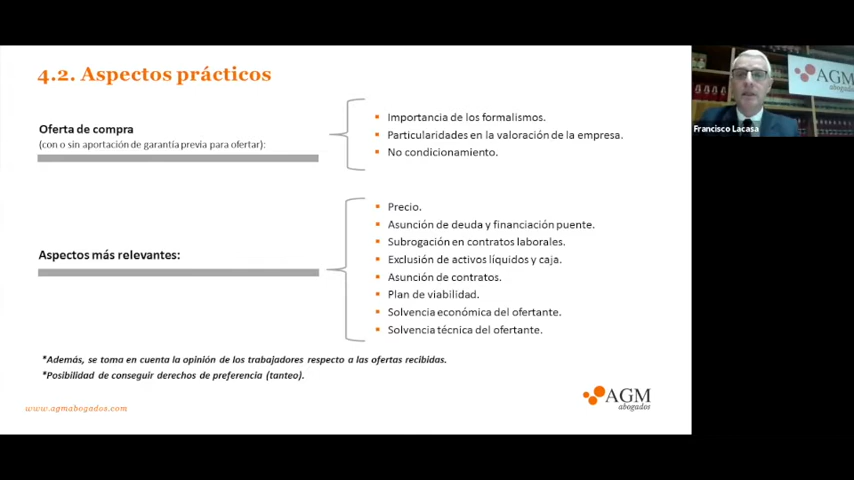 4.2. Aspectos prácticos
Oferta de compra
(con o sin aportación de garantía previa para ofertar):
Importancia de los formalismos.
Particularidades en la valoración de la empresa.
No condicionamiento.
Aspectos más relevantes:
Precio.
Asunción de deuda y financiación puente.
Subrogación en contratos laborales.
Exclusión de activos líquidos y caja.
Asunción de contratos.
Plan de viabilidad.
Solvencia económica del ofertante.
Solvencia técnica del ofertante.
*Además, se toma en cuenta la opinión de los trabajadores respecto a las ofertas recibidas.
*Posibilidad de conseguir derechos de preferencia (tanteo).
www.agmabogados.com
AGM
abogados
AGM
abogados
Francisco Lacasa